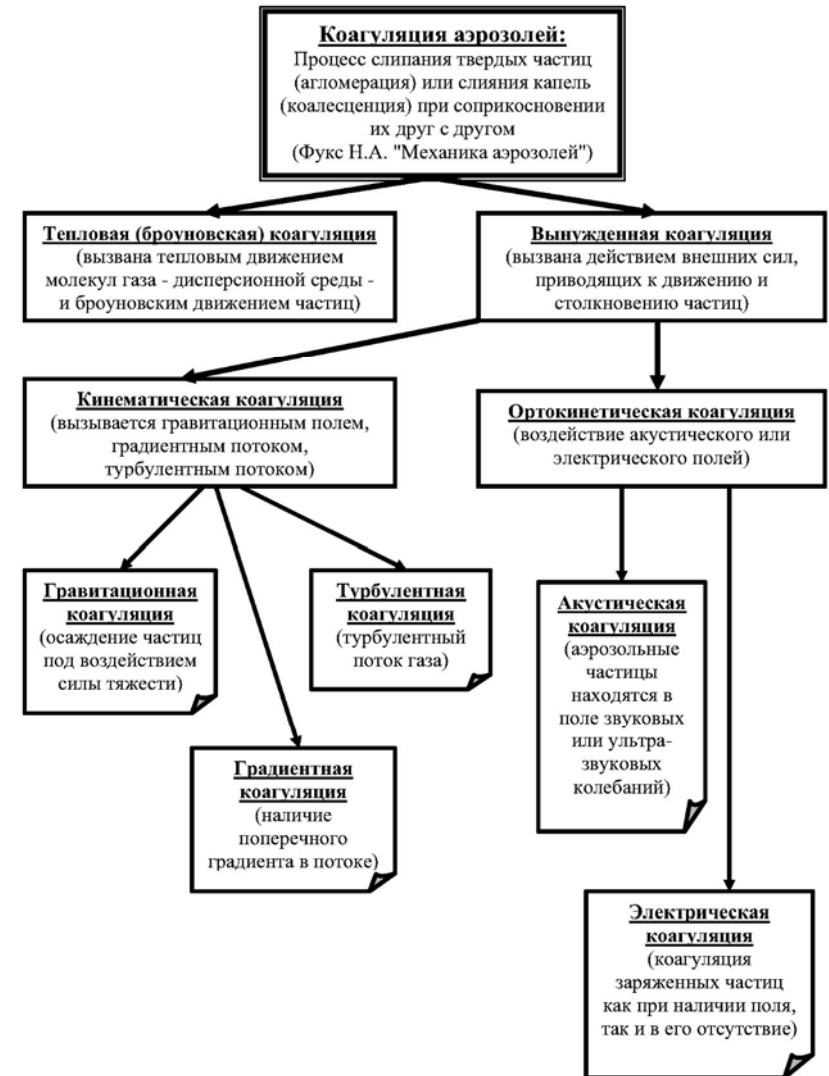 Коагуляция аэрозолей:
Процесс слипания твердых частиц
(агломерация) или слияния капель
(коалесценция) при соприкосновении
их друг с другом
(Фукс Н.А. "Механика аэрозолей")
Тепловая (броуновская) коагуляция
(вызвана тепловым движением
молекул газа - дисперсионной среды -
и броуновским движением частиц)
Вынужденная коагуляция
(вызвана действием внешних сил,
приводящих к движению и
столкновению частиц)
Кинематическая коагуляция
(вызывается гравитационным полем,
градиентным потоком,
турбулентным потоком)
Ортокинетическая коагуляция
(воздействие акустического или
электрического полей)
Гравитационная
коагуляция
(осаждение частиц
под воздействием
силы тяжести)
Турбулентная
коагуляция
(турбулентный
поток газа)
Акустическая
коагуляция
(аэрозольные
частицы
находятся в
поле звуковых
или ультра-
звуковых
колебаний)
Градиентная
коагуляция
(наличие
поперечного
градиента в потоке)
Электрическая
коагуляция
(коагуляция
заряженных частиц
как при наличии поля,
так и в его отсутствие)